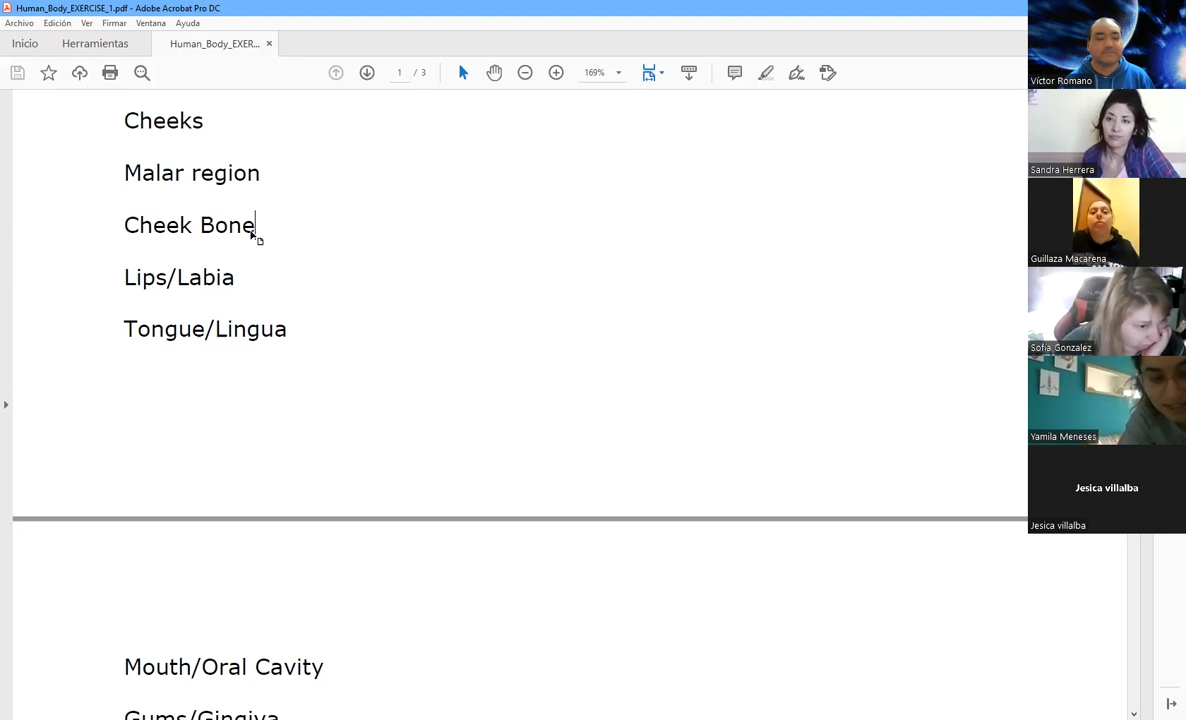 Human_Body_EXERCISE_1.pdf - Adobe Acrobat Pro DC
Archivo Edición Ver Firmar Ventana Ayuda
Inicio Herramientas Human_Body_EXER... ×
1 / 3 169%
Cheeks
Malar region
Cheek Bone
Lips/Labia
Tongue/Lingua
Mouth/Oral Cavity
Gums/Gingiva
Víctor Romano
Sandra Herrera
Guillaza Macarena
Sofia Gonzalez
Yamila Meneses
Jesica villalba
Jesica villalba